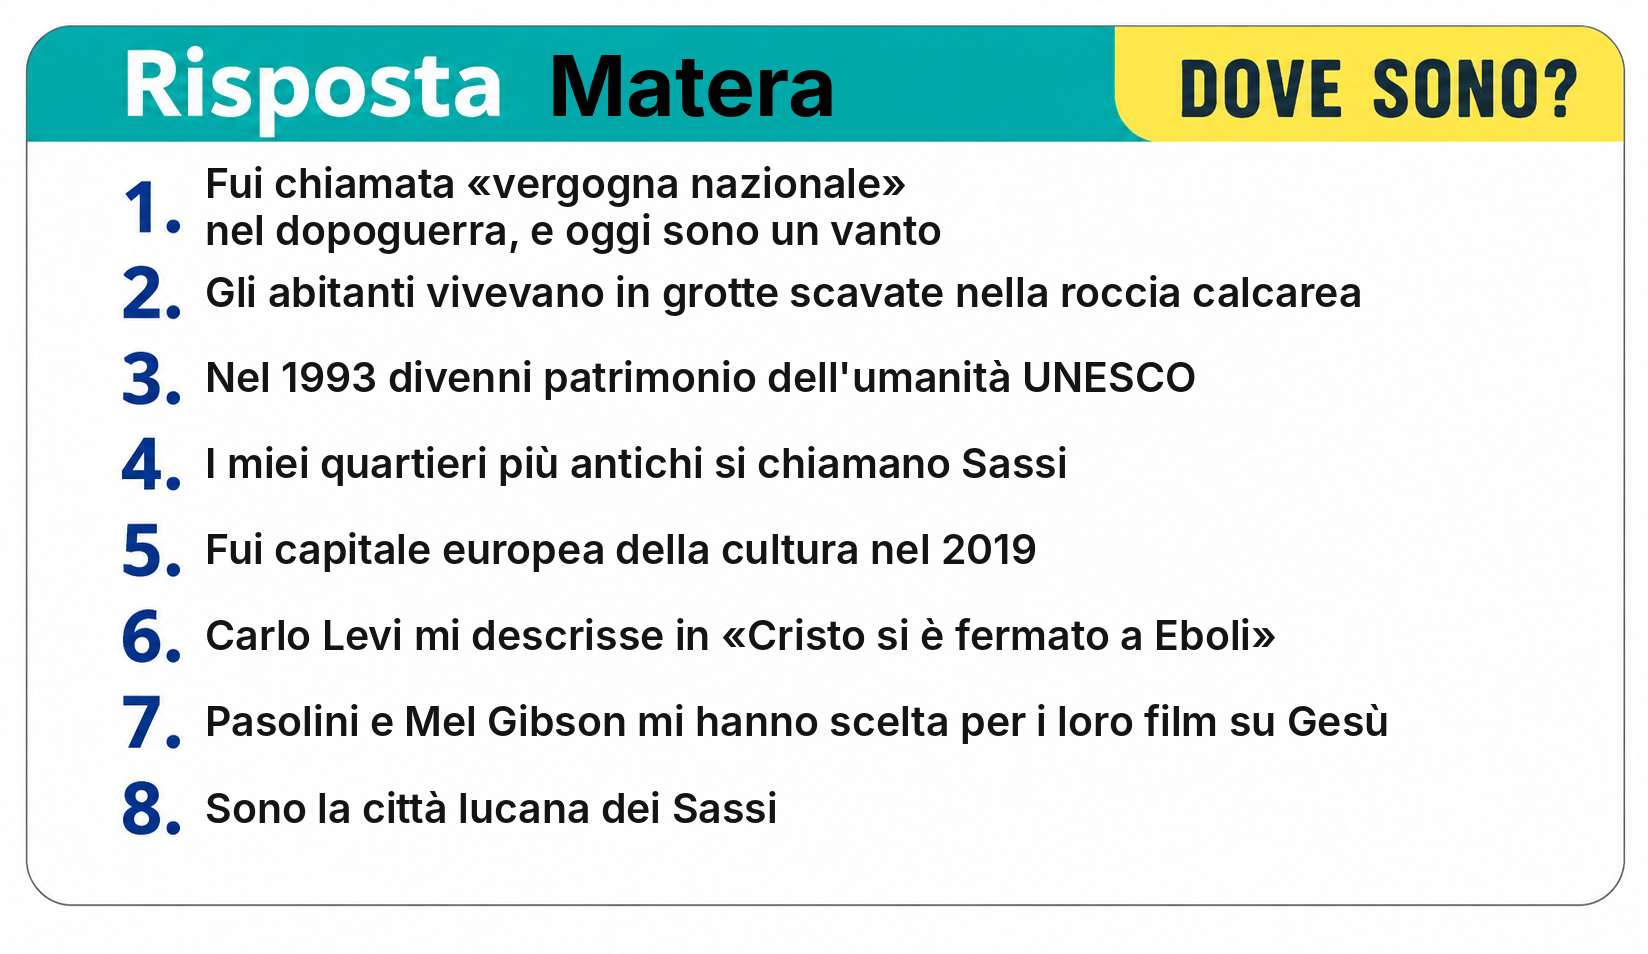 Risposta Matera
DOVE SONO?
1. Fui chiamata «vergogna nazionale»
nel dopoguerra, e oggi sono un vanto
2. Gli abitanti vivevano in grotte scavate nella roccia calcarea
3. Nel 1993 divenni patrimonio dell'umanità UNESCO
4. I miei quartieri più antichi si chiamano Sassi
5. Fui capitale europea della cultura nel 2019
6. Carlo Levi mi descrisse in «Cristo si è fermato a Eboli»
7. Pasolini e Mel Gibson mi hanno scelta per i loro film su Gesù
8. Sono la città lucana dei Sassi